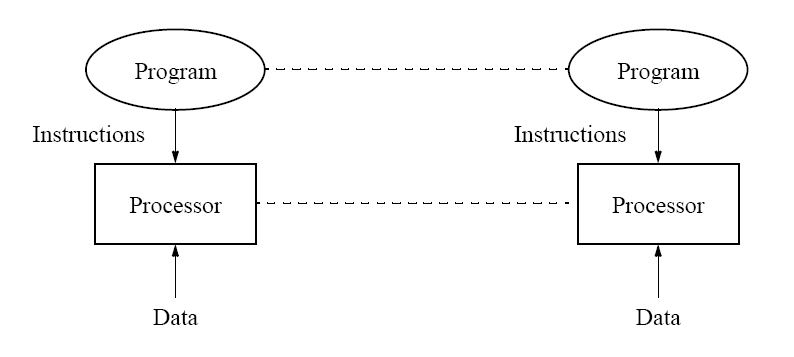 Program
Program
Instructions
Instructions
Processor
Processor
Data
Data